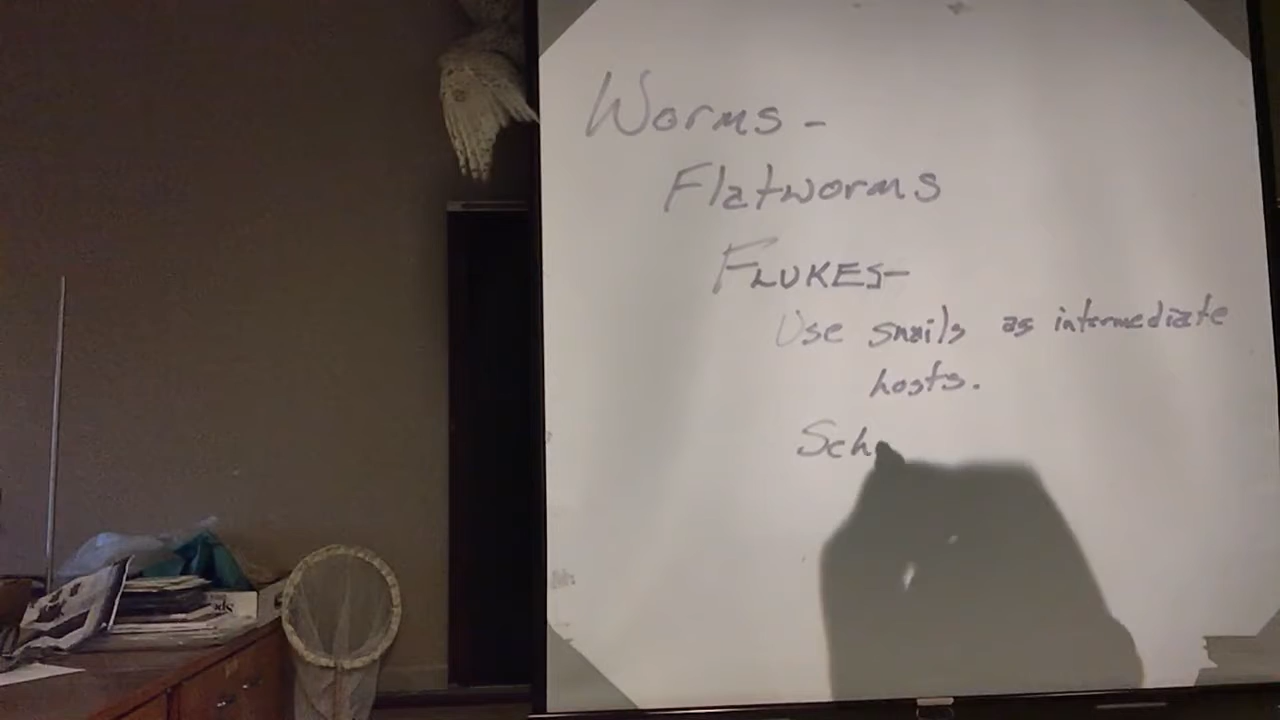 Worms -
Flatworms
FLUKES-
Use snails as intermediate
hosts.
Sch